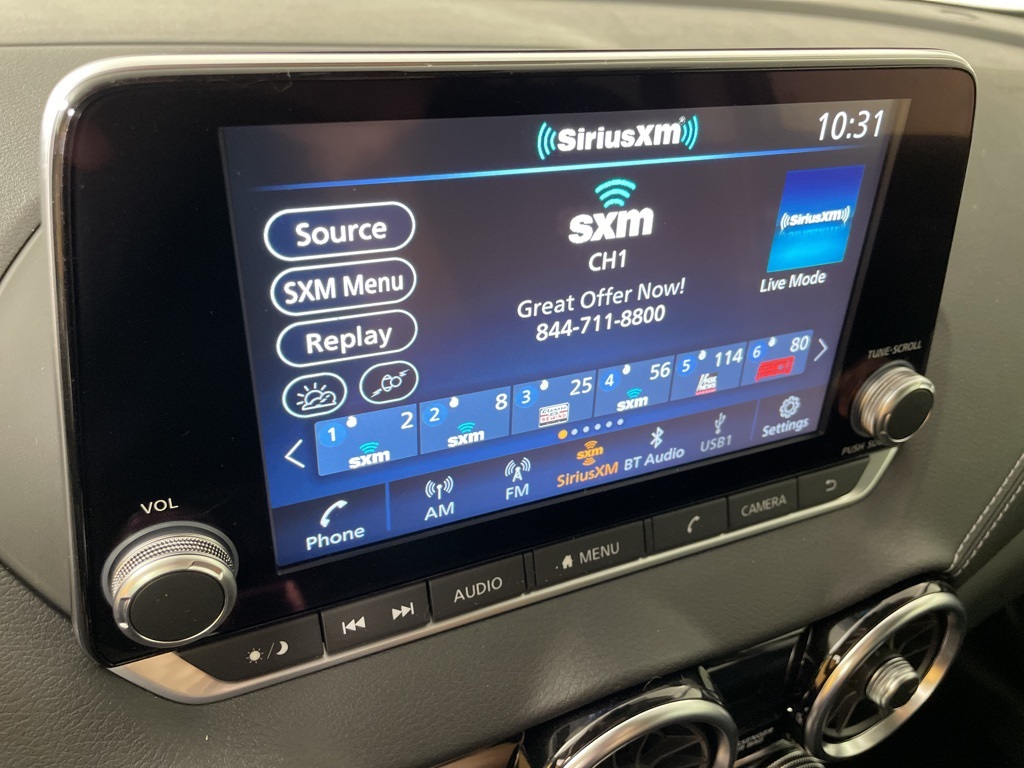 SiriusXM
10:31
Source
SXM Menu
Replay
sxm
CH1
Great Offer Now!
844-711-8800
SiriusXM
Live Mode
1 2 sxm
2 8 sxm
3 25
4 56 sxm
5 114 FOX NEWS
6 80
Phone
AM
FM
sxm
SiriusXM
BT Audio
USB1
Settings
VOL
TUNE-SCROLL
AUDIO
MENU
CAMERA
PUSH